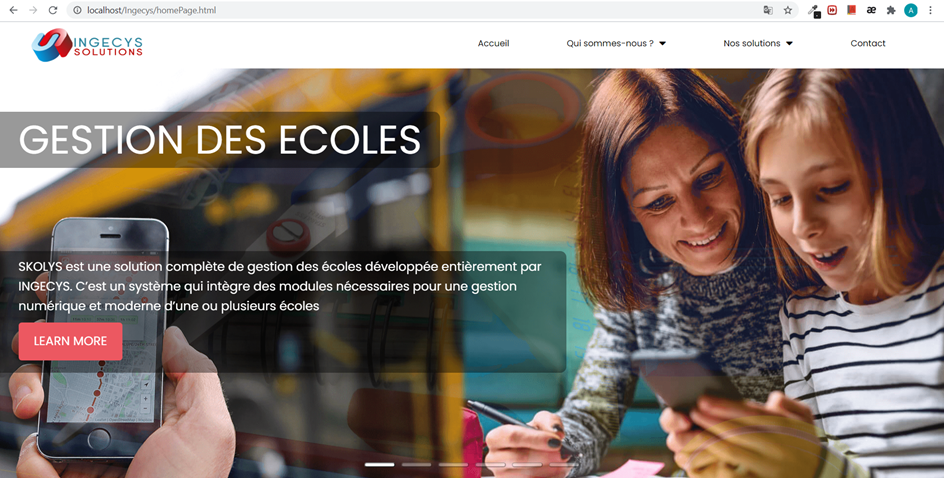 localhost/Ingecys/homePage.html
A
INGECYS
SOLUTIONS
Accueil
Qui sommes-nous ?
Nos solutions
Contact
GESTION DES ECOLES
SKOLYS est une solution complète de gestion des écoles développée entièrement par
INGECYS. C'est un système qui intègre des modules nécessaires pour une gestion
numérique et moderne d'une ou plusieurs écoles
LEARN MORE